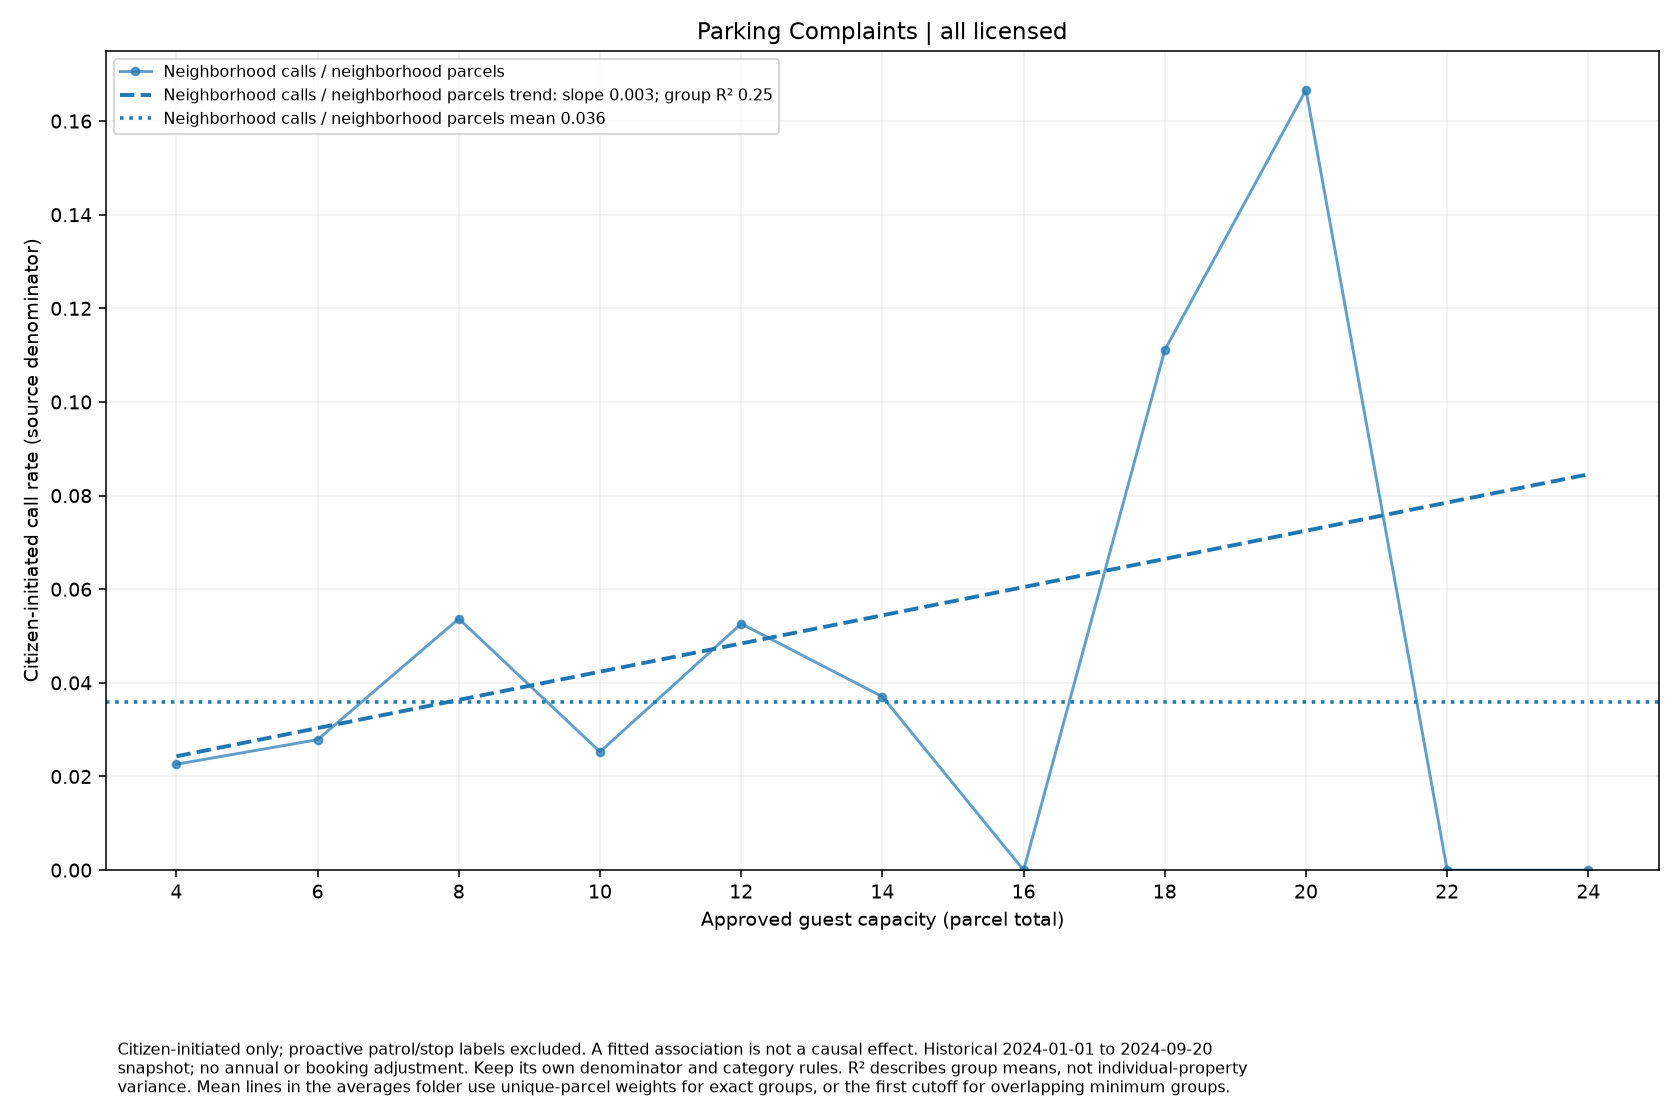 Parking Complaints | all licensed
Neighborhood calls / neighborhood parcels
Neighborhood calls / neighborhood parcels trend: slope 0.003; group R² 0.25
Neighborhood calls / neighborhood parcels mean 0.036
Citizen-initiated call rate (source denominator)
0.16
0.14
0.12
0.10
0.08
0.06
0.04
0.02
0.00
4 6 8 10 12 14 16 18 20 22 24
Approved guest capacity (parcel total)
Citizen-initiated only; proactive patrol/stop labels excluded. A fitted association is not a causal effect. Historical 2024-01-01 to 2024-09-20
snapshot; no annual or booking adjustment. Keep its own denominator and category rules. R² describes group means, not individual-property
variance. Mean lines in the averages folder use unique-parcel weights for exact groups, or the first cutoff for overlapping minimum groups.